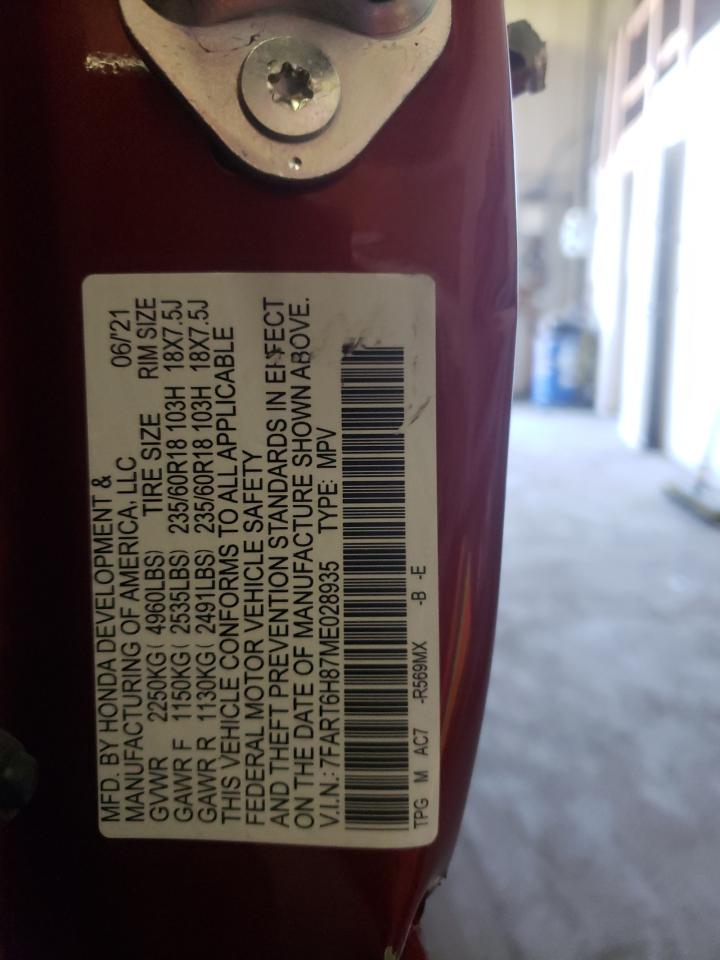 MFD. BY HONDA DEVELOPMENT &
MANUFACTURING OF AMERICA, LLC 06/'21
GVWR 2250KG( 4960LBS) TIRE SIZE RIM SIZE
GAWR F 1150KG( 2535LBS) 235/60R18 103H 18X7.5J
GAWR R 1130KG( 2491LBS) 235/60R18 103H 18X7.5J
THIS VEHICLE CONFORMS TO ALL APPLICABLE
FEDERAL MOTOR VEHICLE SAFETY
AND THEFT PREVENTION STANDARDS IN EFFECT
ON THE DATE OF MANUFACTURE SHOWN ABOVE.
V.I.N.: 7FART6H87ME028935 TYPE: MPV
TPG M AC7 -R569MX -B -E